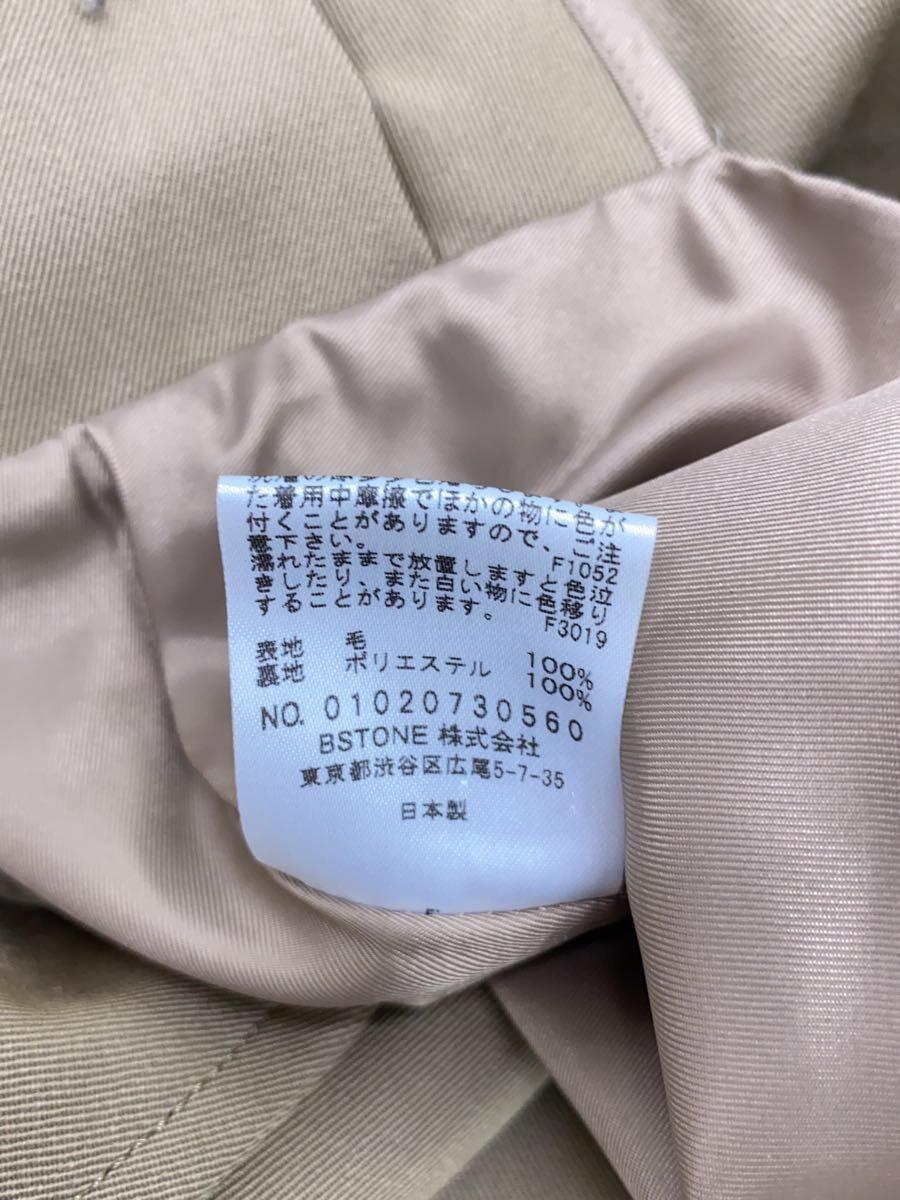 た着用中摩擦でほかの物に色が
付くことがありますので、ご注
意下さい。 F1052
濡れたままで放置しますと色泣
きしたり、また白い物に色移り
することがあります。 F3019
表地 毛 100%
裏地 ポリエステル 100%
NO. 01020730560
BSTONE 株式会社
東京都渋谷区広尾5-7-35
日本製